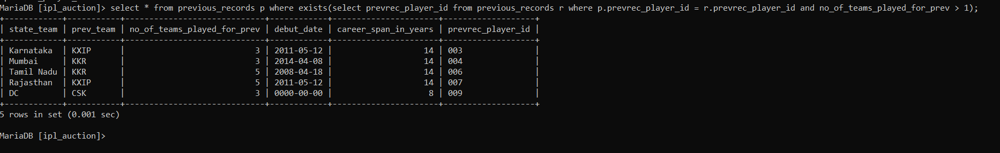 MariaDB [ipl_auction]> select * from previous_records p where exists(select prevrec_player_id from previous_records r where p.prevrec_player_id = r.prevrec_player_id and no_of_teams_played_for_prev > 1);
+------------+-----------+-----------------------------+------------+----------------------+-------------------+
| state_team | prev_team | no_of_teams_played_for_prev | debut_date | career_span_in_years | prevrec_player_id |
+------------+-----------+-----------------------------+------------+----------------------+-------------------+
| Karnataka  | KXIP      |                           3 | 2011-05-12 |                   14 | 003               |
| Mumbai     | KKR       |                           3 | 2014-04-08 |                   14 | 004               |
| Tamil Nadu | KKR       |                           5 | 2008-04-18 |                   14 | 006               |
| Rajasthan  | KXIP      |                           5 | 2011-05-12 |                   14 | 007               |
| DC         | CSK       |                           3 | 0000-00-00 |                    8 | 009               |
+------------+-----------+-----------------------------+------------+----------------------+-------------------+
5 rows in set (0.001 sec)
MariaDB [ipl_auction]>